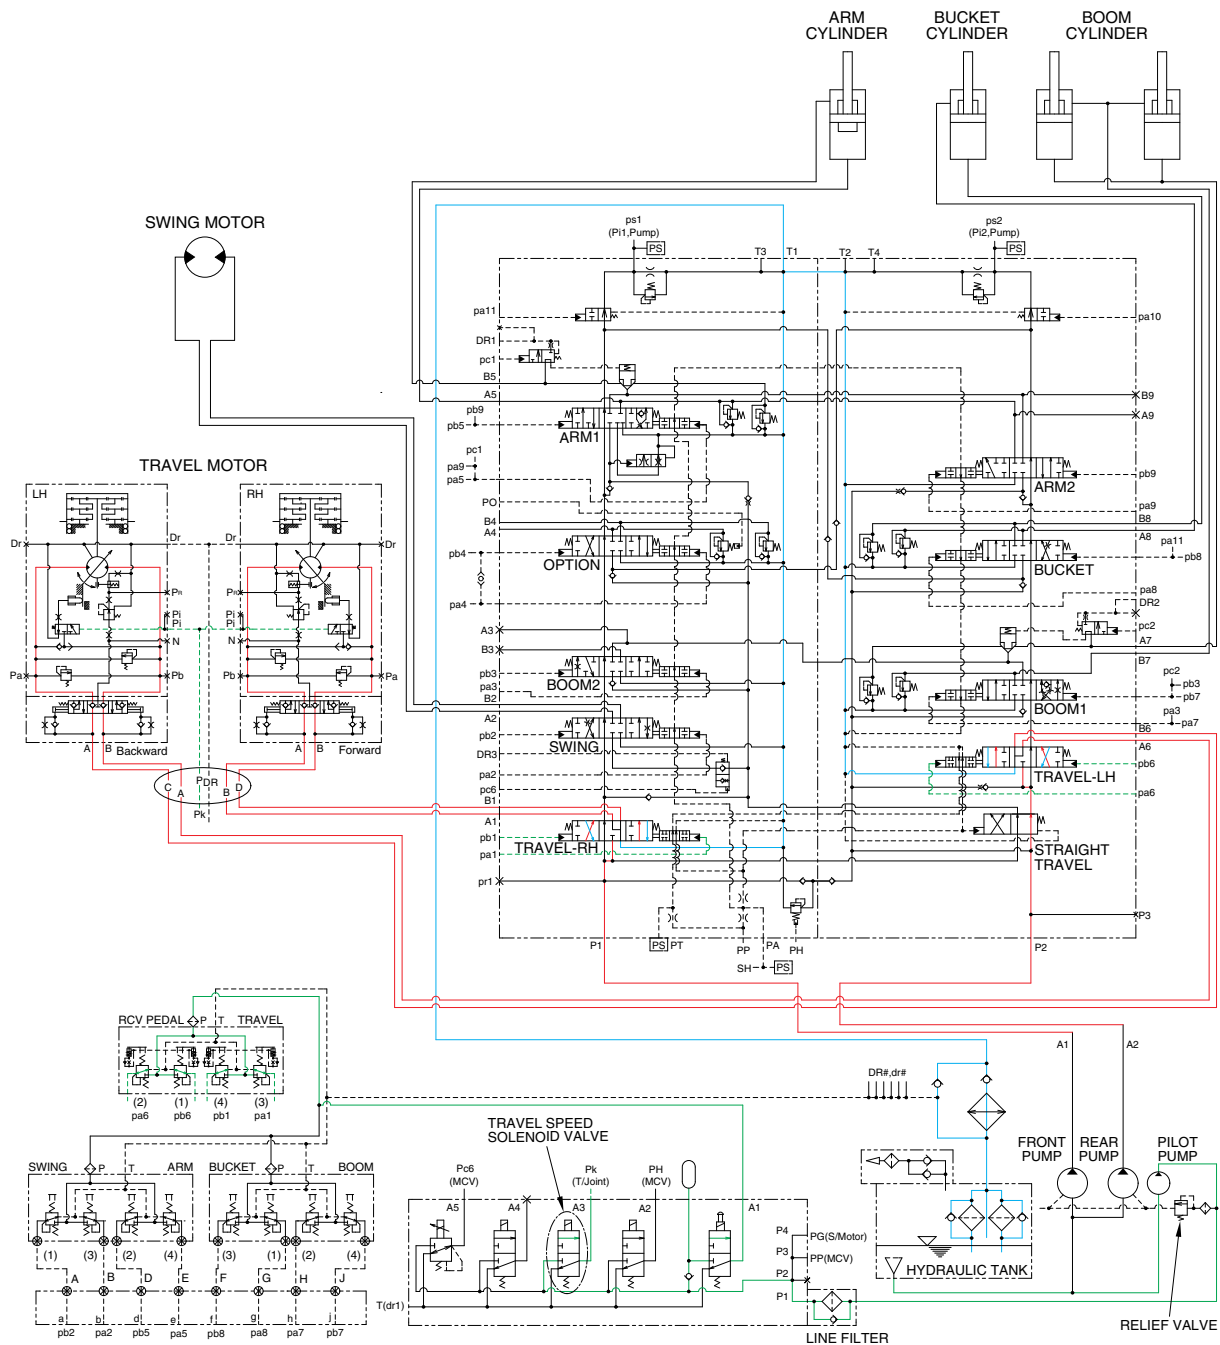 ARM CYLINDER
BUCKET CYLINDER
BOOM CYLINDER
SWING MOTOR
ps1
(Pi1,Pump)
PS
T3
T1
T2
T4
ps2
(Pi2,Pump)
PS
pa11
pa10
DR1
pc1
B5
A5
B9
A9
pb9
pb5
ARM1
pc1
pa9
pa5
ARM2
pb9
pa9
PO
B4
A4
B8
A8
pb4
OPTION
BUCKET
pa11
pb8
pa4
pa8
DR2
pc2
A7
B7
A3
B3
pb3
pa3
B2
BOOM2
BOOM1
pc2
pb3
pb7
pa3
pa7
A2
pb2
SWING
B6
A6
pb6
TRAVEL-LH
DR3
pa2
pc6
B1
pa6
A1
pb1
TRAVEL-RH
pa1
STRAIGHT
TRAVEL
pr1
P3
P1
PS
PT
PP
PA
PH
SH
PS
P2
TRAVEL MOTOR
LH
RH
Dr
Dr
Dr
Dr
PR
PR
Pi
Pi
Pi
Pi
N
N
Pa
Pb
Pb
Pa
A
B
Backward
A
B
Forward
C
A
P
DR
B
D
Pk
RCV PEDAL
P
T
TRAVEL
(2)
(1)
(4)
(3)
pa6
pb6
pb1
pa1
SWING
P
T
ARM
BUCKET
P
T
BOOM
(1)
(3)
(2)
(4)
(3)
(1)
(2)
(4)
A
B
D
E
F
G
H
J
a
b
d
e
f
g
h
j
pb2
pa2
pb5
pa5
pb8
pa8
pa7
pb7
TRAVEL SPEED
SOLENOID VALVE
Pc6
(MCV)
Pk
(T/Joint)
PH
(MCV)
A5
A4
A3
A2
A1
P4
PG(S/Motor)
P3
PP(MCV)
P2
P1
T(dr1)
LINE FILTER
DR#,dr#
A1
A2
FRONT PUMP
REAR PUMP
PILOT PUMP
HYDRAULIC TANK
RELIEF VALVE